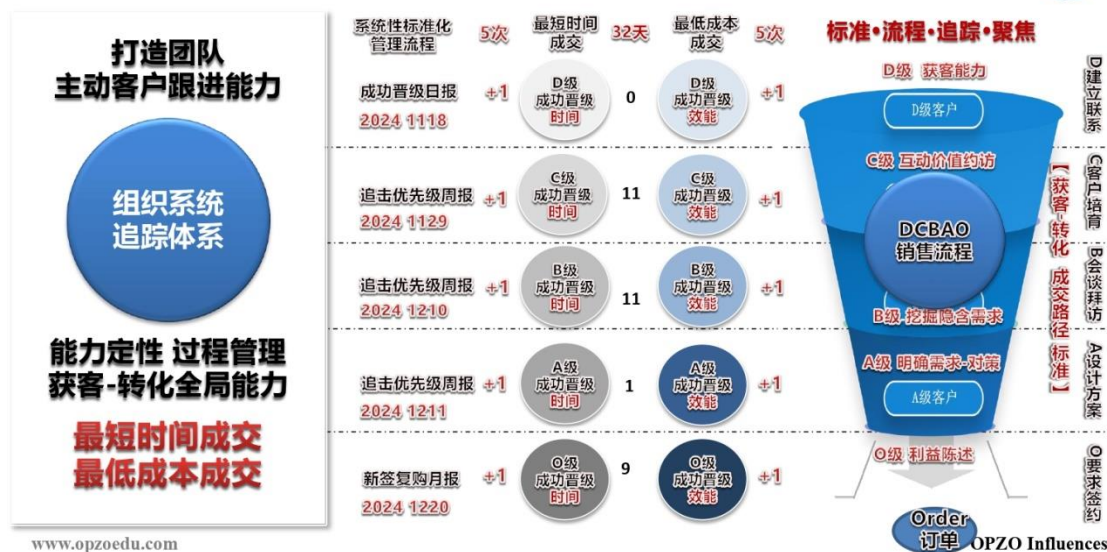 打造团队
主动客户跟进能力
组织系统
追踪体系
能力定性 过程管理
获客-转化全局能力
最短时间成交
最低成本成交
www.opzoedu.com
系统性标准化
管理流程
5次
最短时间
成交
32天
最低成本
成交
5次
成功晋级日报
2024 1118
+1
D级
成功晋级
时间
0
D级
成功晋级
效能
+1
追击优先级周报
2024 1129
+1
C级
成功晋级
时间
11
C级
成功晋级
效能
+1
追击优先级周报
2024 1210
+1
B级
成功晋级
时间
11
B级
成功晋级
效能
+1
追击优先级周报
2024 1211
+1
A级
成功晋级
时间
1
A级
成功晋级
效能
+1
新签复购月报
2024 1220
+1
O级
成功晋级
时间
9
O级
成功晋级
效能
+1
标准•流程•追踪•聚焦
D级 获客能力
D级客户
C级 互动价值约访
DCBAO
销售流程
B级 挖掘隐含需求
A级 明确需求-对策
A级客户
O级 利益陈述
Order
订单
【获客-转化 成交路径 标准】
D建立联系
C客户培育
B会谈拜访
A设计方案
O要求签约
OPZO Influences